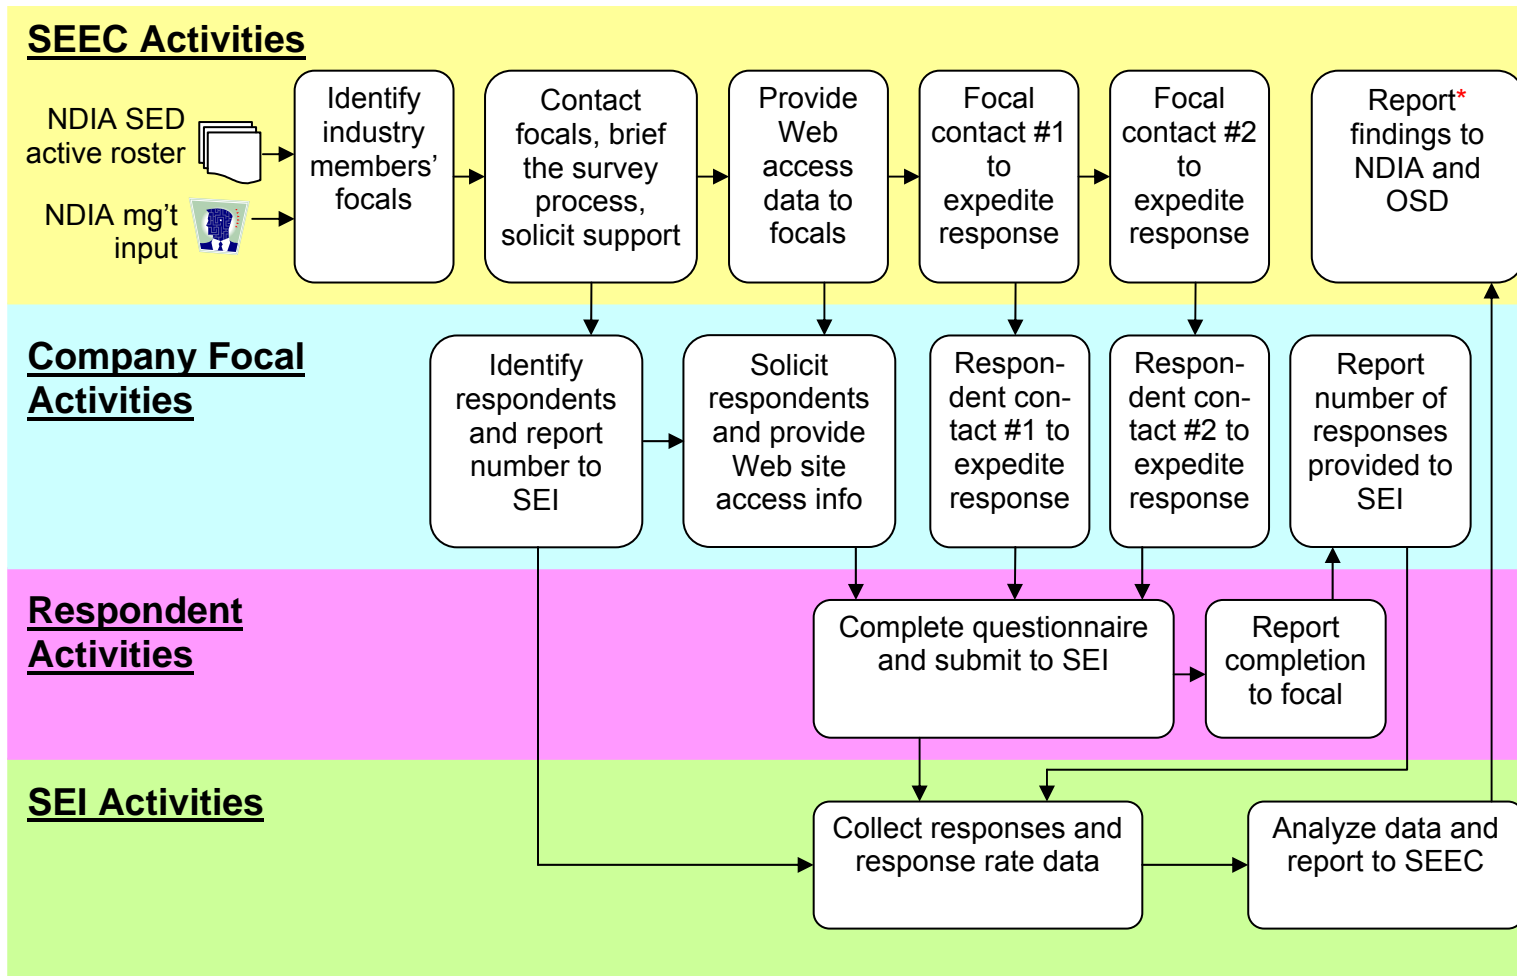 SEEC Activities
NDIA SED
active roster
NDIA mg't
input
Identify
industry
members'
focals
Contact
focals, brief
the survey
process,
solicit support
Provide
Web
access
data to
focals
Focal
contact #1
to
expedite
response
Focal
contact #2
to
expedite
response
Report*
findings to
NDIA and
OSD
Company Focal
Activities
Identify
respondents
and report
number to
SEI
Solicit
respondents
and provide
Web site
access info
Respon-
dent con-
tact #1 to
expedite
response
Respon-
dent con-
tact #2 to
expedite
response
Report
number of
responses
provided to
SEI
Respondent
Activities
Complete questionnaire
and submit to SEI
Report
completion
to focal
SEI Activities
Collect responses and
response rate data
Analyze data and
report to SEEC